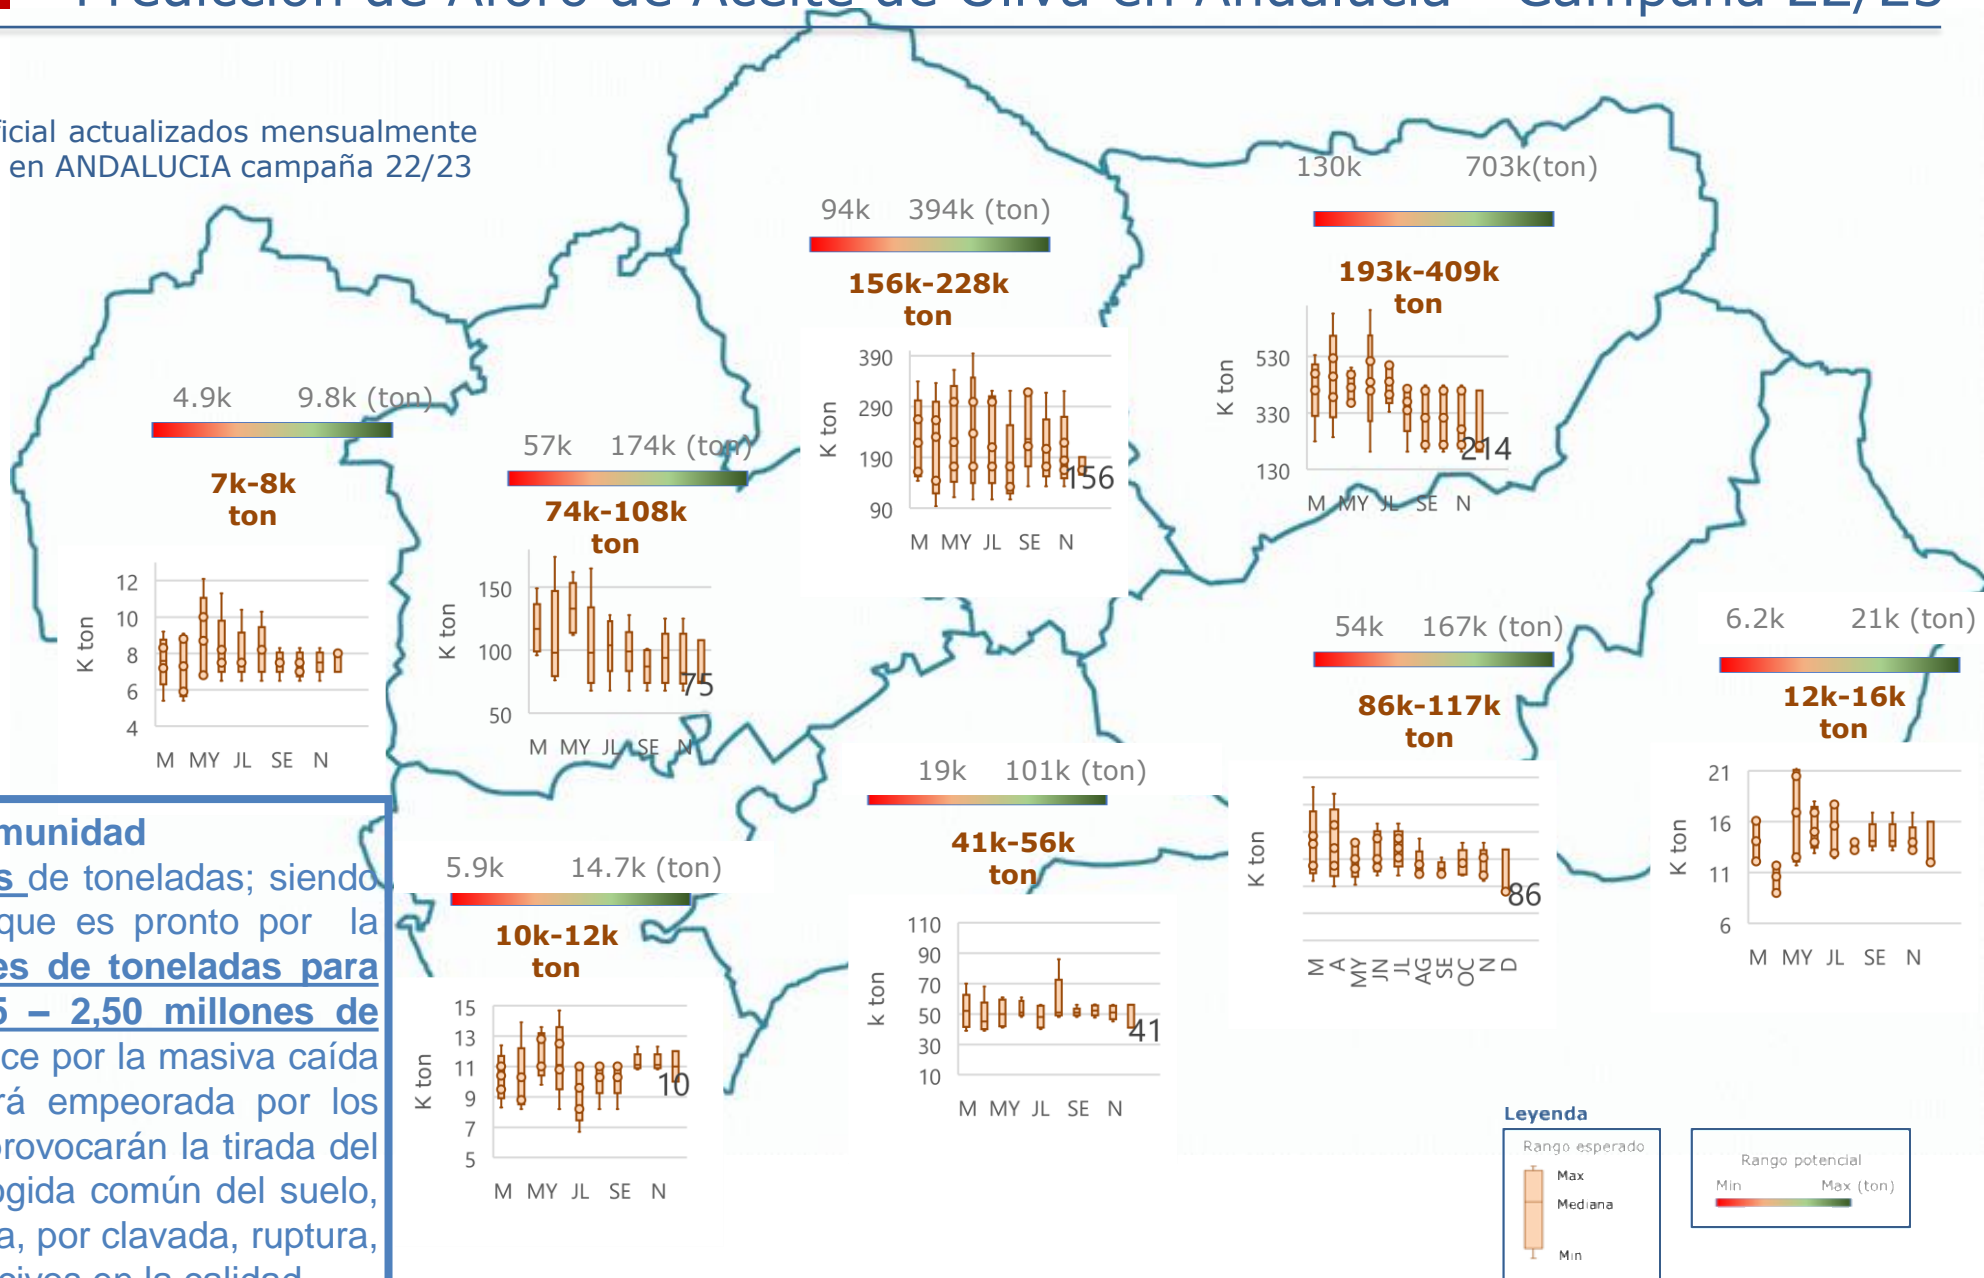 Predicción de Aforo de Aceite de Oliva en Andalucía - Campaña 22/23
ficial actualizados mensualmente
en ANDALUCIA campaña 22/23
130k 703k(ton)
193k-409k
ton
K ton
530
330
130
214
M MY JL SE N
94k 394k (ton)
156k-228k
ton
K ton
390
290
190
90
156
M MY JL SE N
4.9k 9.8k (ton)
7k-8k
ton
K ton
12
10
8
6
4
M MY JL SE N
57k 174k (ton)
74k-108k
ton
K ton
150
100
50
75
M MY JL SE N
54k 167k (ton)
86k-117k
ton
K ton
86
M A MY JN JL AG SE OC N D
6.2k 21k (ton)
12k-16k
ton
K ton
21
16
11
6
M MY JL SE N
19k 101k (ton)
41k-56k
ton
k ton
110
90
70
50
30
10
41
M MY JL SE N
5.9k 14.7k (ton)
10k-12k
ton
K ton
15
13
11
9
7
5
10
M MY JL SE N
munidad
s de toneladas; siendo
que es pronto por la
es de toneladas para
5 – 2,50 millones de
ce por la masiva caída
rá empeorada por los
provocarán la tirada del
ogida común del suelo,
a, por clavada, ruptura,
en la calidad
Leyenda
Rango esperado
Max
Mediana
Min
Rango potencial
Min Max (ton)